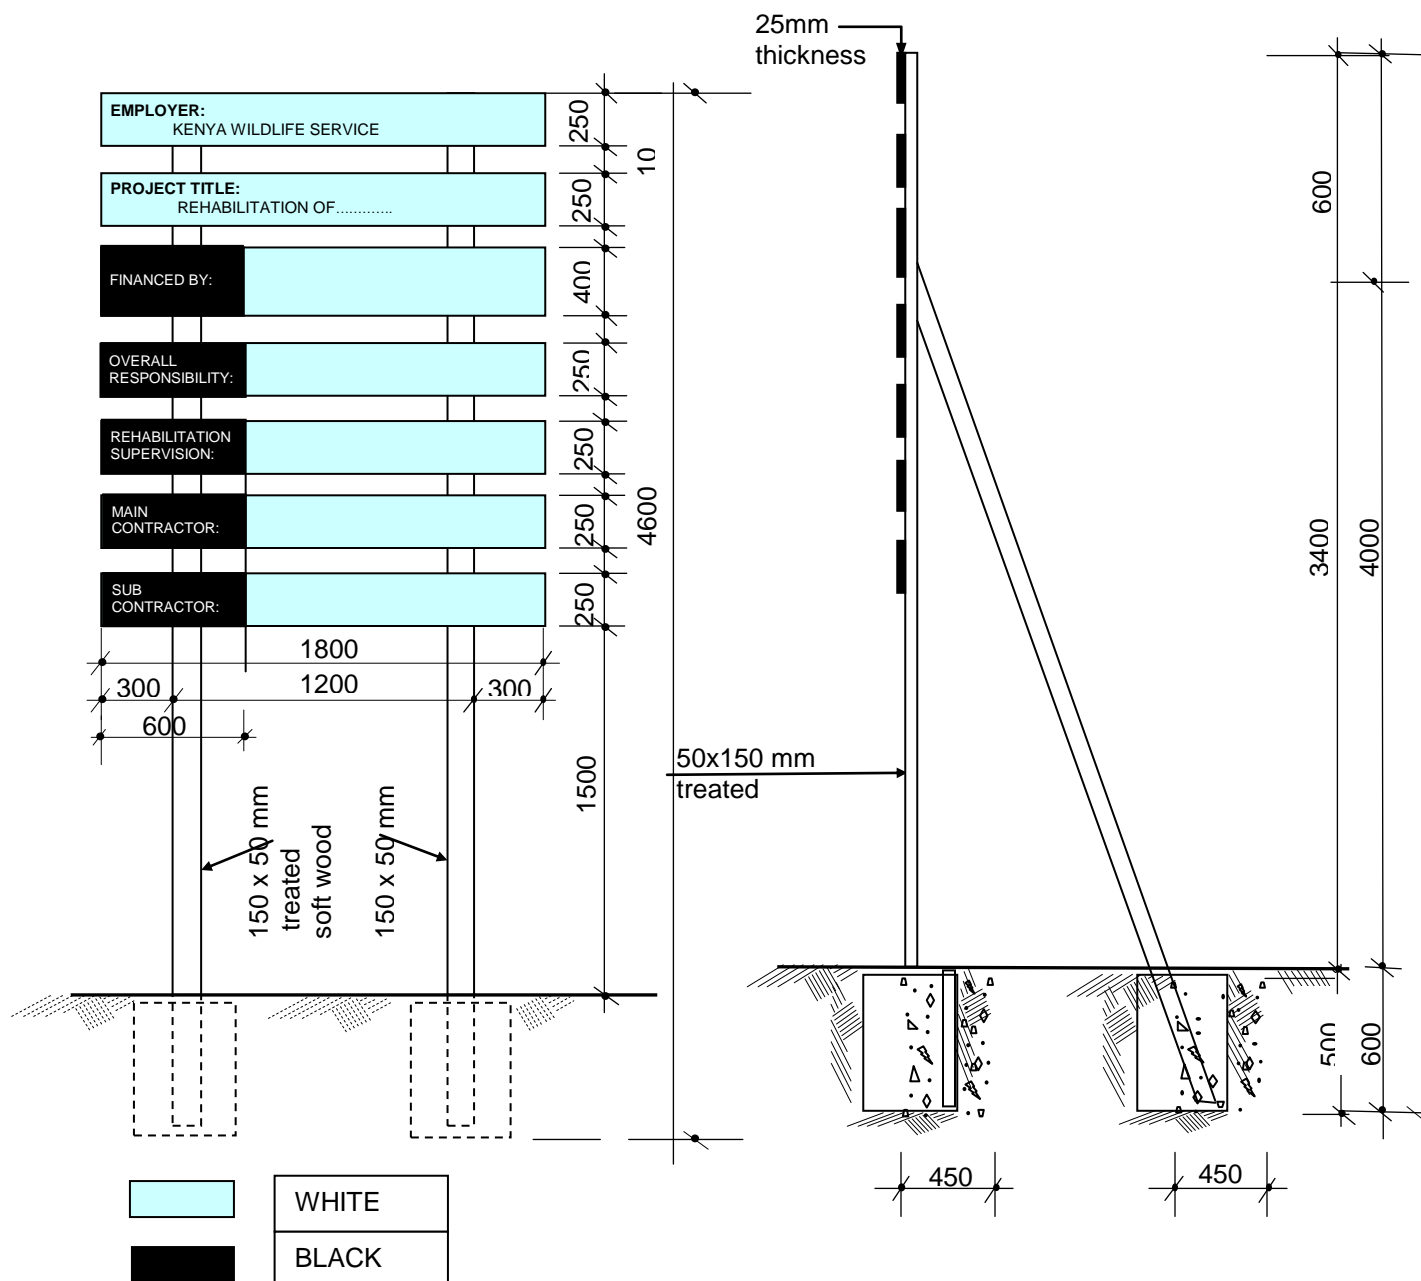 25mm
thickness
EMPLOYER:
KENYA WILDLIFE SERVICE
250
10
PROJECT TITLE:
REHABILITATION OF.............
250
600
FINANCED BY:
400
OVERALL
RESPONSIBILITY:
250
REHABILITATION
SUPERVISION:
250
4600
3400
4000
MAIN
CONTRACTOR:
250
SUB
CONTRACTOR:
250
1800
300
1200
300
600
1500
50x150 mm
treated
150 x 50 mm
treated
soft wood
150 x 50 mm
500
600
450
450
WHITE
BLACK